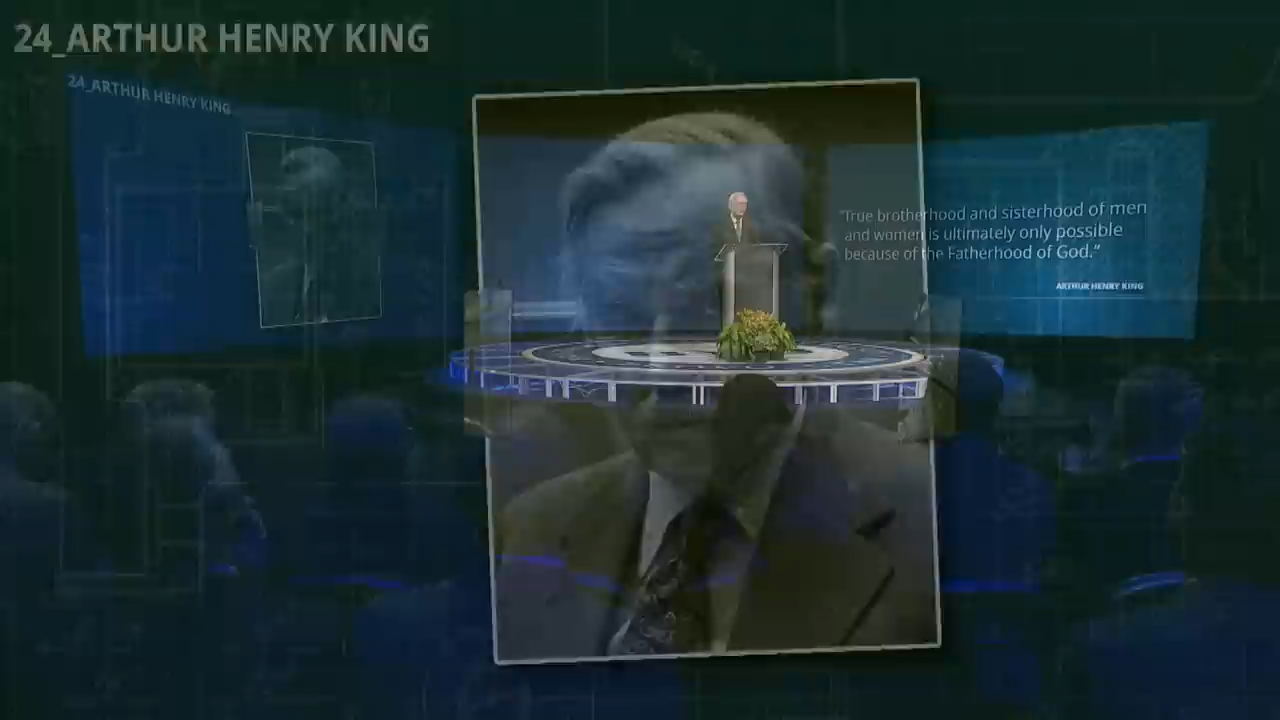 24_ARTHUR HENRY KING
24_ARTHUR HENRY KING
"True brotherhood and sisterhood of men
and women is ultimately only possible
because of the Fatherhood of God."
ARTHUR HENRY KING